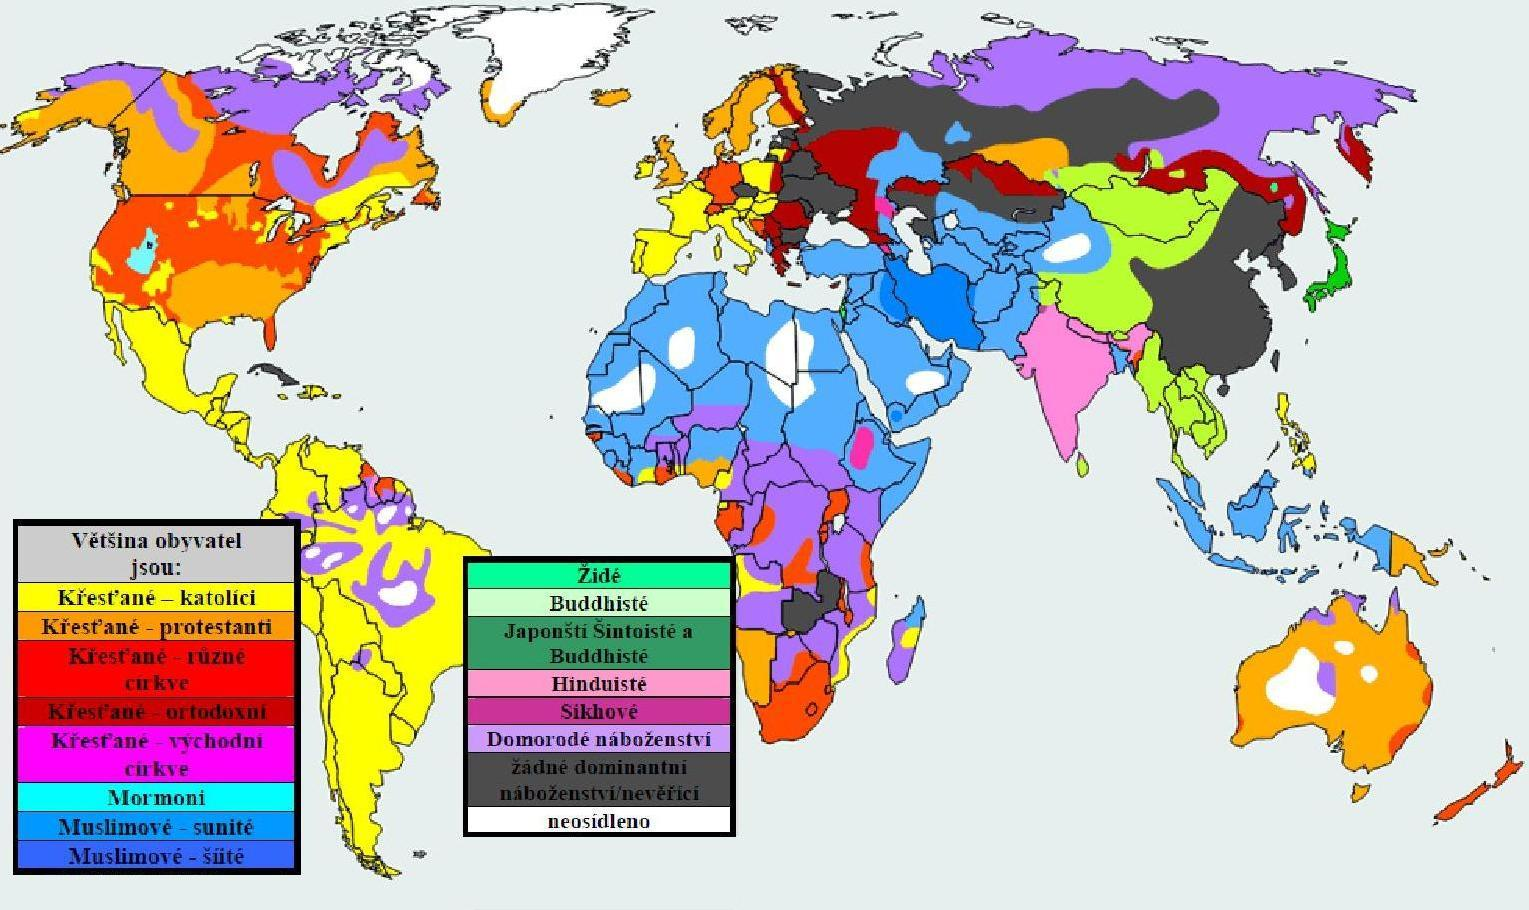 Většina obyvatel
jsou:
Křesťané – katolíci
Křesťané - protestanti
Křesťané - různé
církve
Křesťané - ortodoxní
Křesťané - východní
církve
Mormoni
Muslimové - sunité
Muslimové - šíité
Židé
Buddhisté
Japonští Šintoisté a
Buddhisté
Hinduisté
Sikhové
Domorodé náboženství
žádné dominantní
náboženství/nevěřící
neosídleno